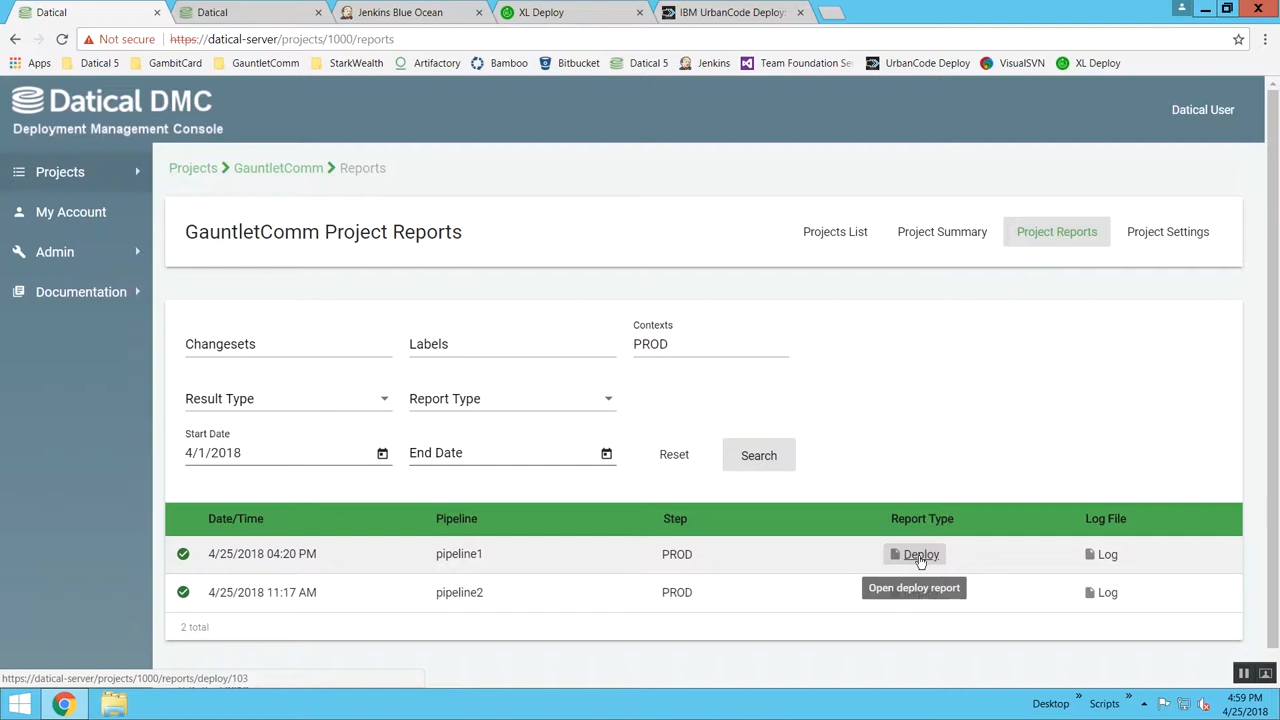 Datical
Datical
Jenkins Blue Ocean
XL Deploy
IBM UrbanCode Deploy:
Not secure
https://datical-server/projects/1000/reports
Apps
Datical 5
GambitCard
GauntletComm
StarkWealth
Artifactory
Bamboo
Bitbucket
Datical 5
Jenkins
Team Foundation Se
UrbanCode Deploy
VisualSVN
XL Deploy
Datical DMC
Deployment Management Console
Datical User
Projects
My Account
Admin
Documentation
Projects GauntletComm Reports
GauntletComm Project Reports
Projects List
Project Summary
Project Reports
Project Settings
Contexts
Changesets
Labels
PROD
Result Type
Report Type
Start Date
4/1/2018
End Date
Reset
Search
Date/Time Pipeline Step Report Type Log File
4/25/2018 04:20 PM pipeline1 PROD Deploy Log
Open deploy report
4/25/2018 11:17 AM pipeline2 PROD Log
2 total
https://datical-server/projects/1000/reports/deploy/103
Desktop
Scripts
4:59 PM
4/25/2018